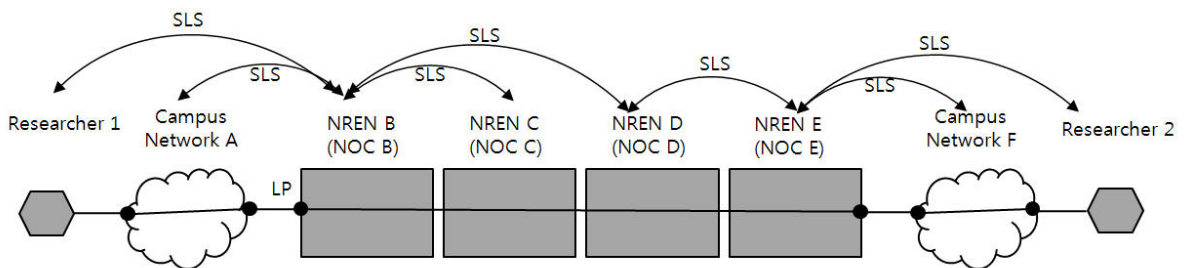 SLS
SLS
SLS
SLS
SLS
SLS
SLS
Researcher 1
Campus
Network A
NREN B
(NOC B)
NREN C
(NOC C)
NREN D
(NOC D)
NREN E
(NOC E)
Campus
Network F
Researcher 2
LP